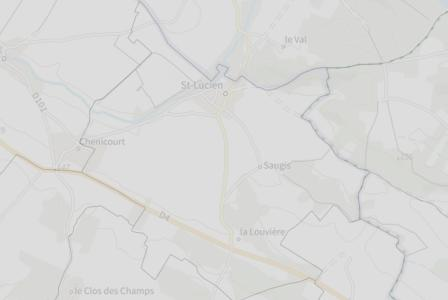 le Val
St-Lucien
D101
Chenicourt
Saugis
D4
la Louvière
le Clos des Champs